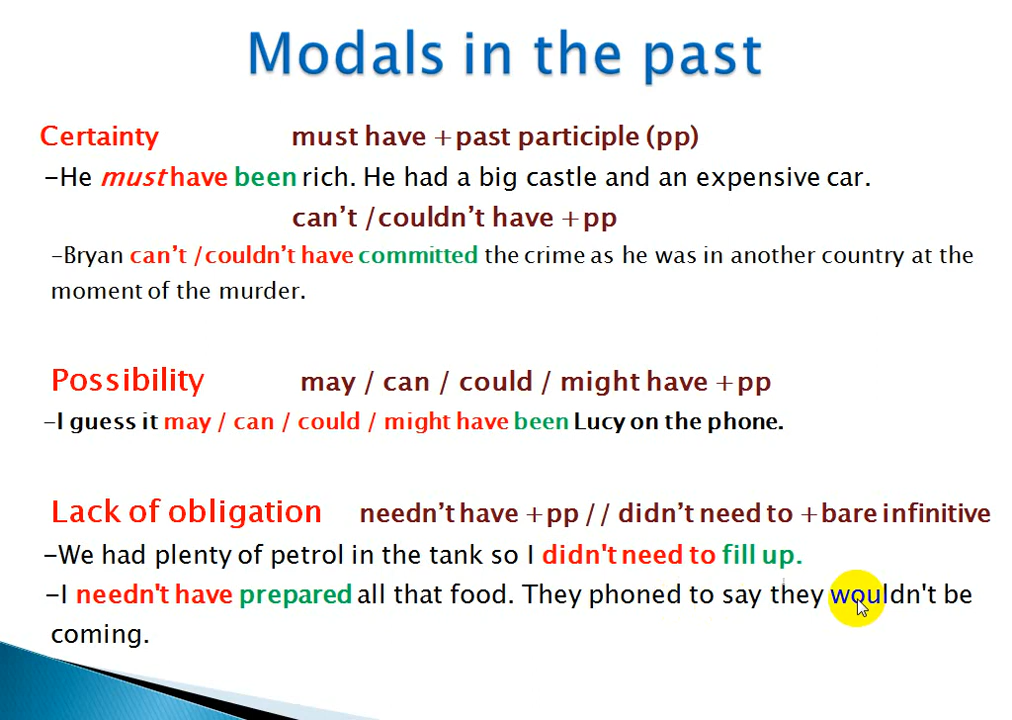 Modals in the past
Certainty must have +past participle (pp)
-He must have been rich. He had a big castle and an expensive car.
can’t /couldn’t have +pp
-Bryan can’t /couldn’t have committed the crime as he was in another country at the
moment of the murder.
Possibility may / can / could / might have +pp
-I guess it may / can / could / might have been Lucy on the phone.
Lack of obligation needn’t have +pp // didn’t need to +bare infinitive
-We had plenty of petrol in the tank so I didn't need to fill up.
-I needn't have prepared all that food. They phoned to say they wouldn't be
coming.